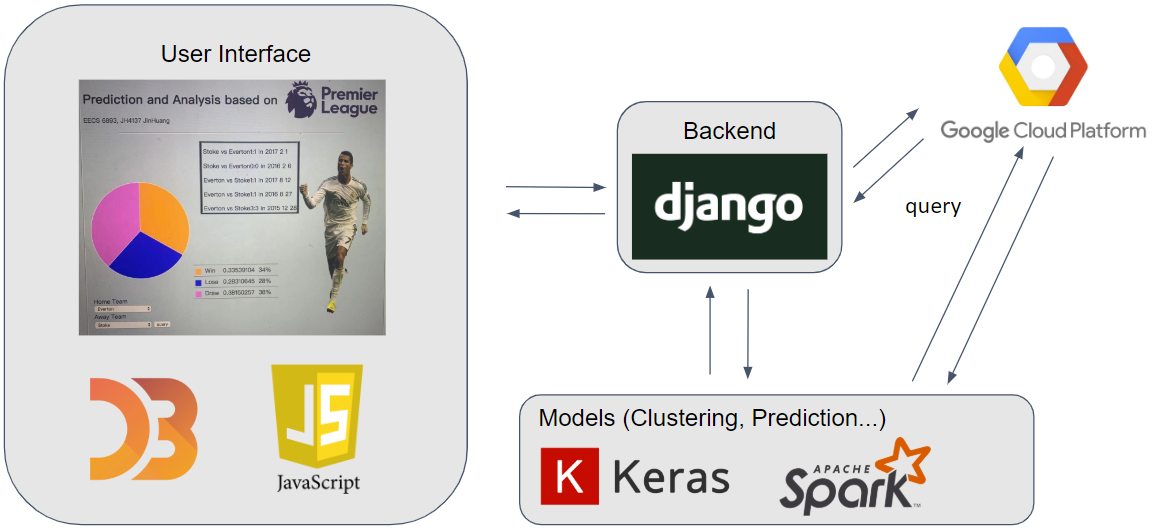 User Interface
Prediction and Analysis based on
Premier
League
EECS 6893, JH4137 JinHuang
Stoke vs Everton1:1 in 2017 2 1
Stoke vs Everton0:0 in 2016 2 6
Everton vs Stoke1:1 in 2017 8 12
Everton vs Stoke1:1 in 2016 8 27
Everton vs Stoke3:3 in 2015 12 28
Win 0.33539104 34%
Lose 0.28310645 28%
Draw 0.38150257 38%
Home Team
Everton
Away Team
Stoke query
D3
JS
JavaScript
Backend
django
Google Cloud Platform
query
Models (Clustering, Prediction...)
K Keras
APACHE
Spark
TM